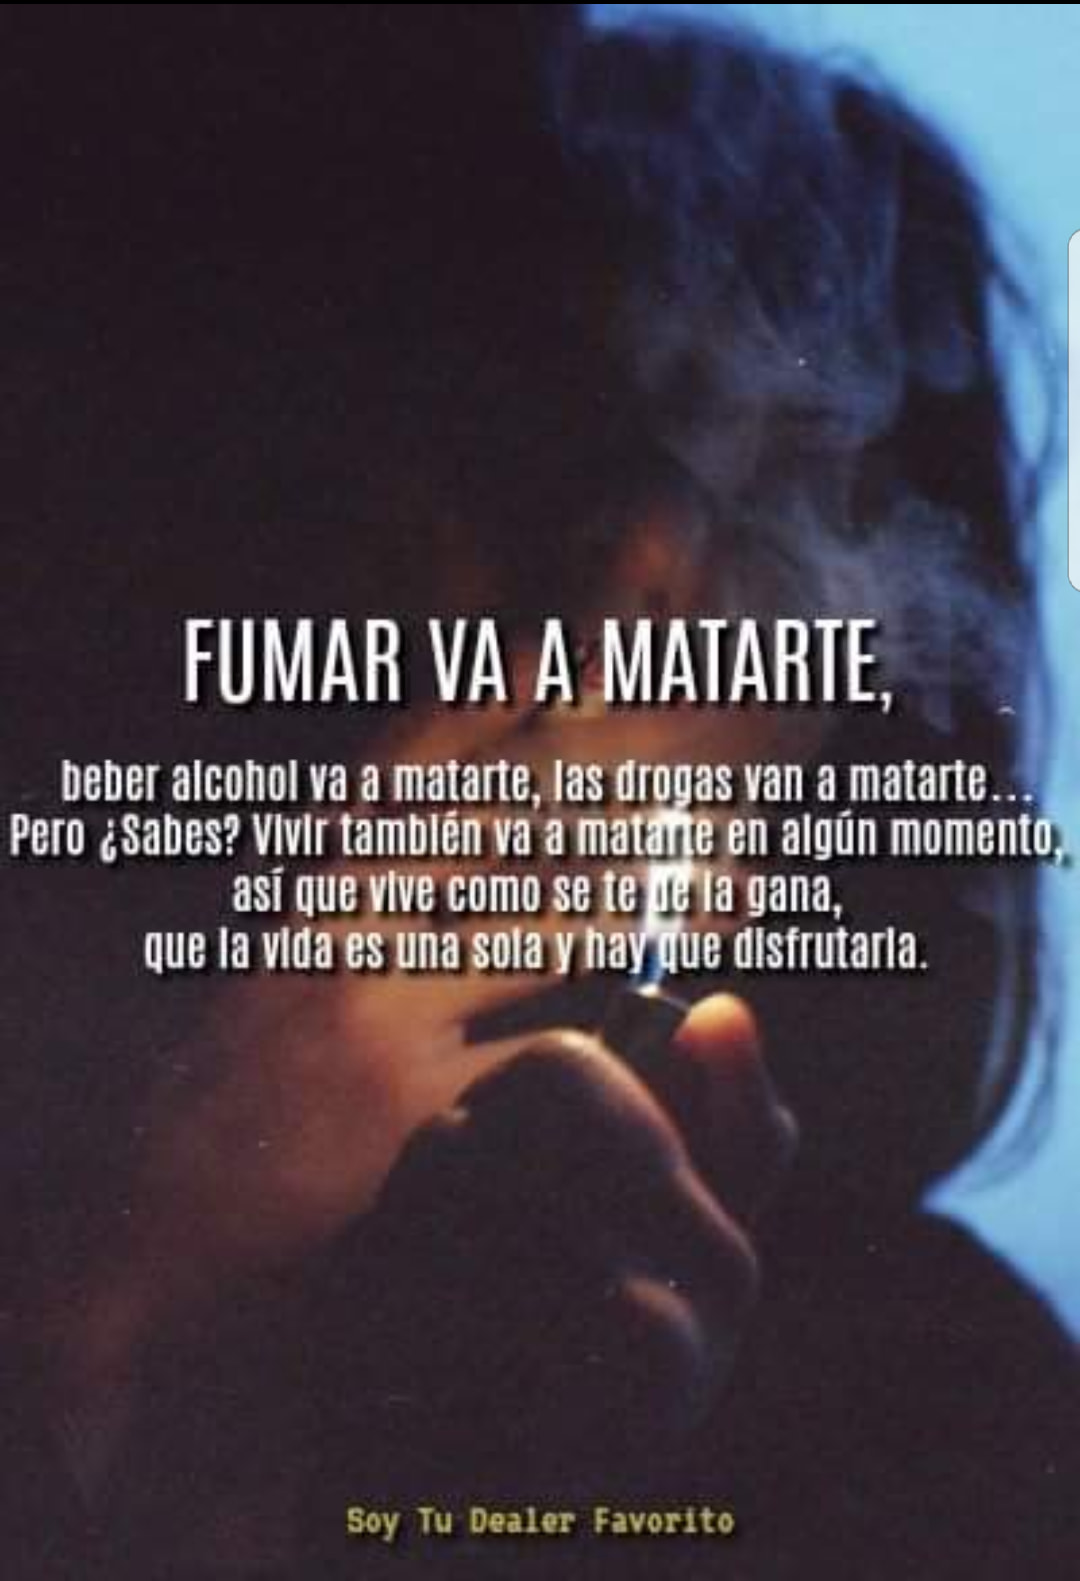 FUMAR VA A MATARTE,
beber alcohol va a matarte, las drogas van a matarte...
Pero ¿Sabes? Vivir también va a matarte en algún momento,
así que vive como se te de la gana,
que la vida es una sola y hay que disfrutarla.
Soy Tu Dealer Favorito